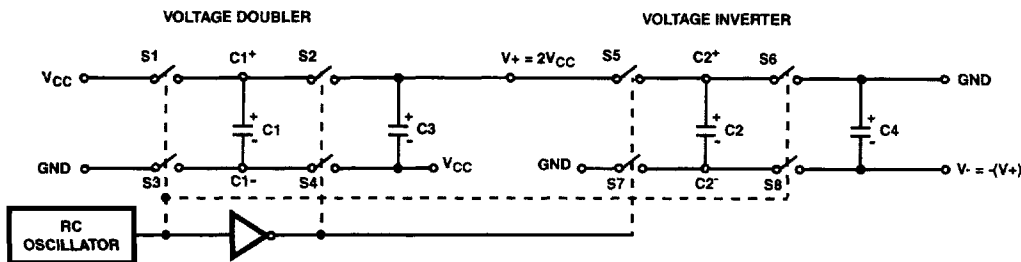 VOLTAGE DOUBLER VOLTAGE INVERTER
S1 C1+ S2 V+ = 2VCC S5 C2+ S6
VCC GND
+ + + +
C1 C3 C2 C4
- - - -
GND VCC GND V- = -(V+)
S3 C1- S4 S7 C2- S8
RC
OSCILLATOR